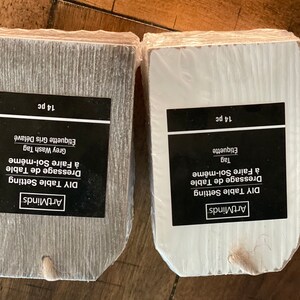 ArtMinds
DIY Table Setting
Dressage de Table
à Faire Soi-même
Grey Wash Tag
Étiquette Gris Délavé
14 pc
ArtMinds
DIY Table Setting
Dressage de Table
à Faire Soi-même
Tag
Étiquette
14 pc